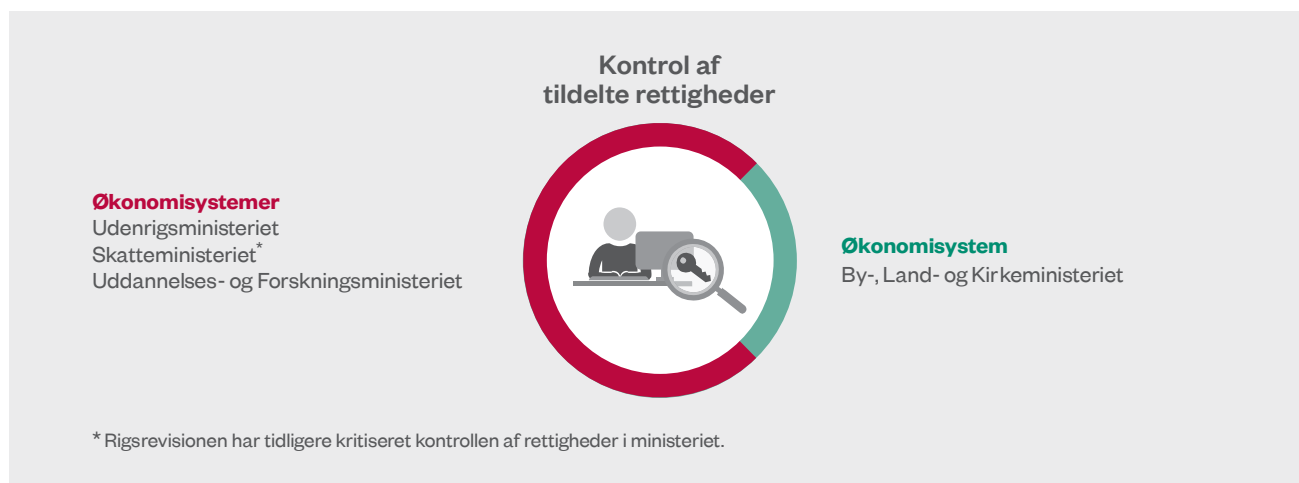 Kontrol af
tildelte rettigheder
Økonomisystemer
Udenrigsministeriet
Skatteministeriet*
Uddannelses- og Forskningsministeriet
Økonomisystem
By-, Land- og Kirkeministeriet
* Rigsrevisionen har tidligere kritiseret kontrollen af rettigheder i ministeriet.